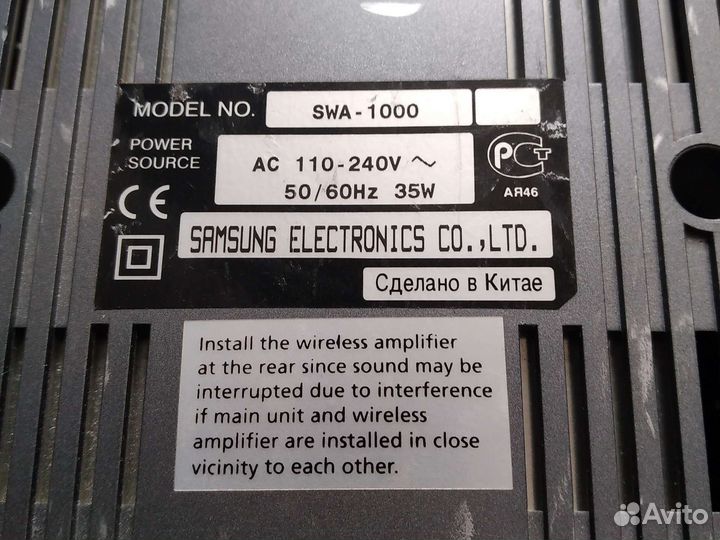 MODEL NO. SWA-1000
POWER
SOURCE
AC 110-240V ~
50/60Hz 35W
РСТ
АЯ46
CE
SAMSUNG ELECTRONICS CO.,LTD.
Сделано в Китае
Install the wireless amplifier
at the rear since sound may be
interrupted due to interference
if main unit and wireless
amplifier are installed in close
vicinity to each other.
Avito